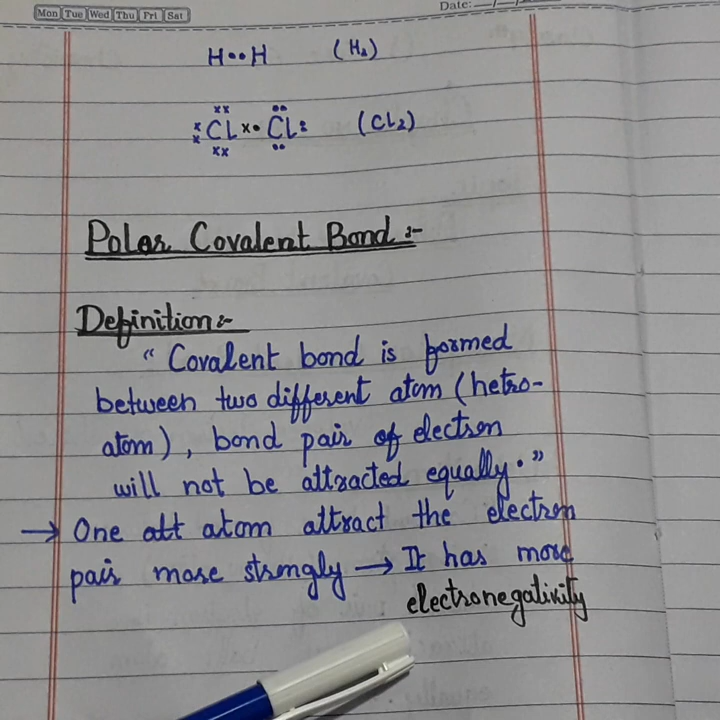 Mon Tue Wed Thu Fri Sat
Date:
H••H (H₂)
Cl Cl (Cl₂)
Polar Covalent Bond :-
Definition:-
“ Covalent bond is formed
between two different atom (hetro-
atom), bond pair of electron
will not be attracted equally.”
→ One att atom attract the electron
pair more strongly → It has more
electronegativity